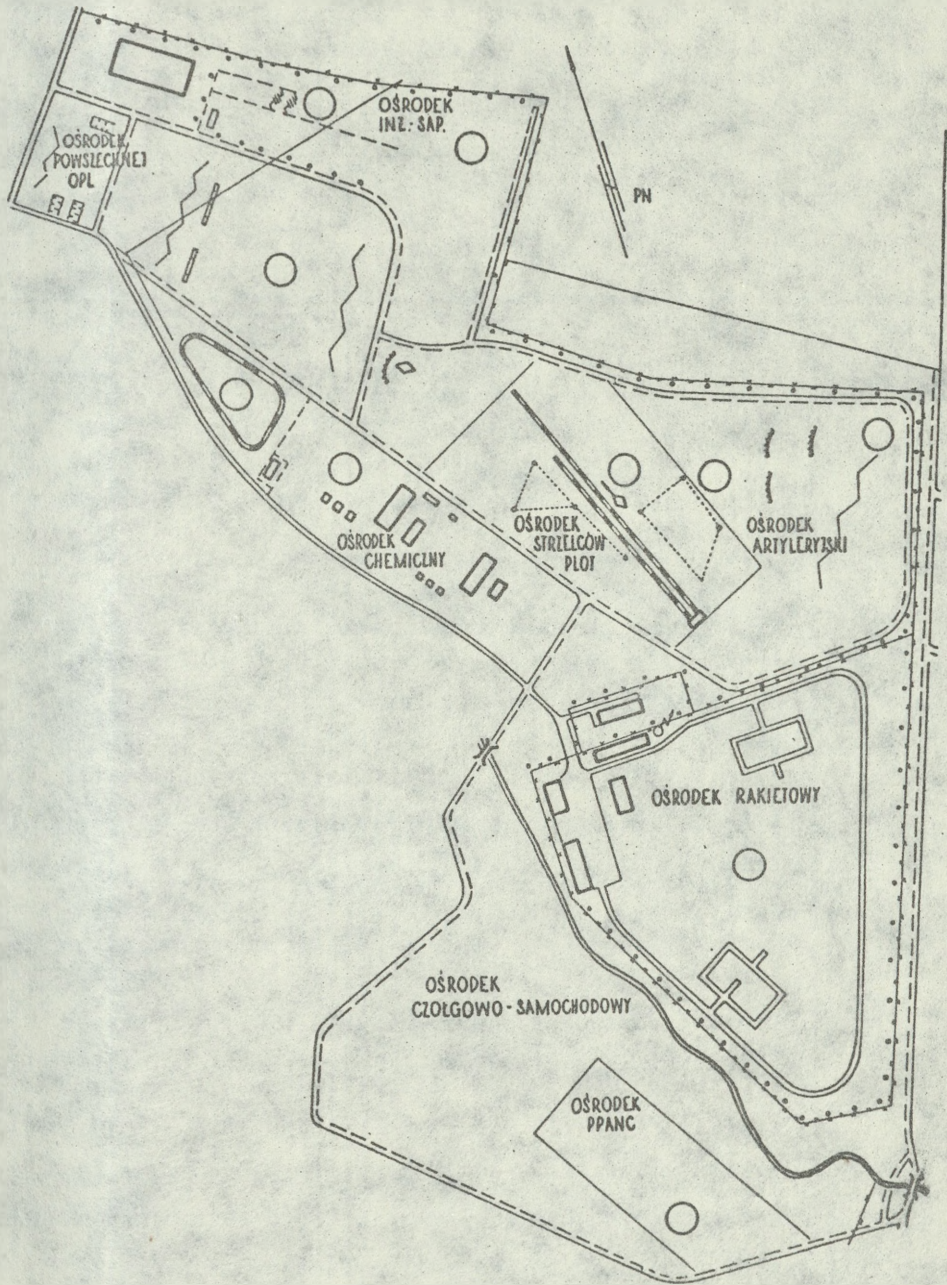 OŚRODEK
INŻ.-SAP.
OŚRODEK
POWSZECHNEJ
OPL
PN
OŚRODEK
CHEMICZNY
OŚRODEK
STRZELCÓW
PLOT
OŚRODEK
ARTYLERYJSKI
OŚRODEK RAKIETOWY
OŚRODEK
CZOŁGOWO-SAMOCHODOWY
OŚRODEK
PPANC